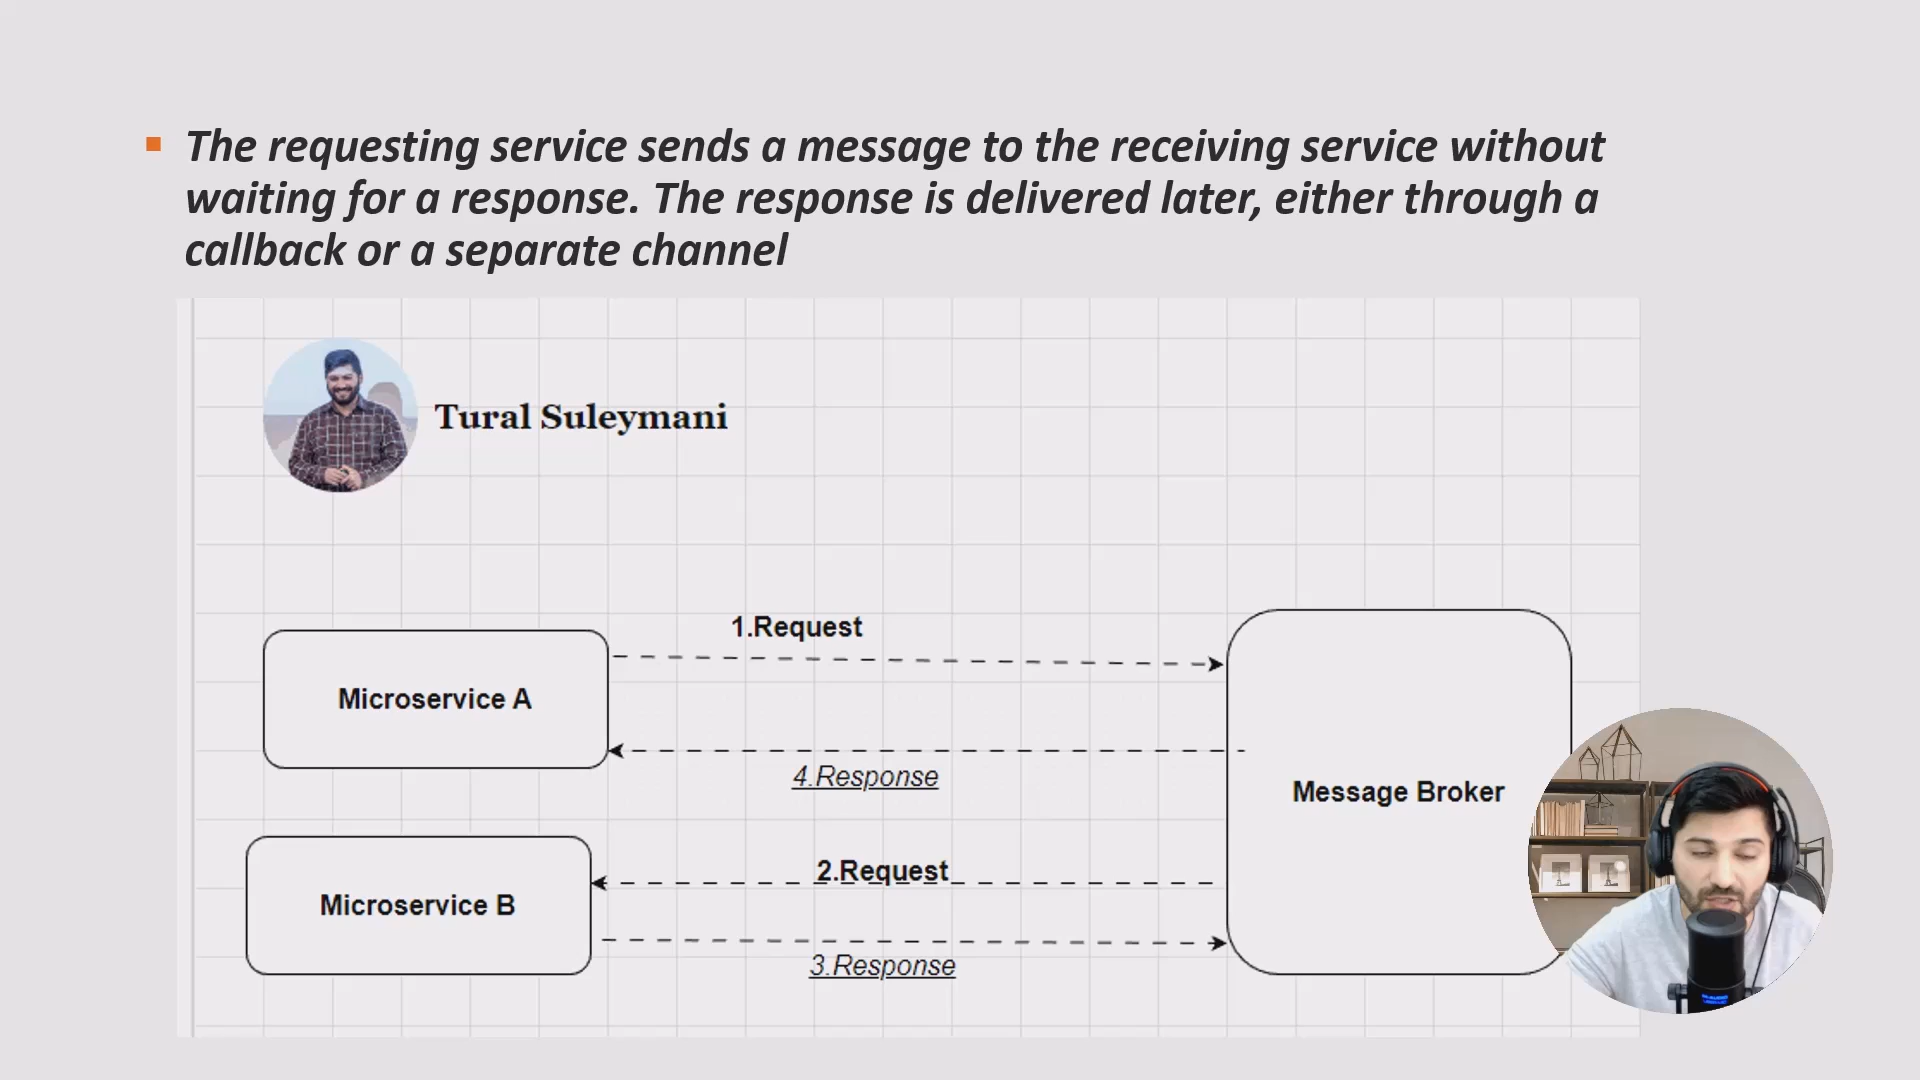 The requesting service sends a message to the receiving service without
waiting for a response. The response is delivered later, either through a
callback or a separate channel
Tural Suleymani
1.Request
Microservice A
4.Response
Message Broker
2.Request
Microservice B
3.Response